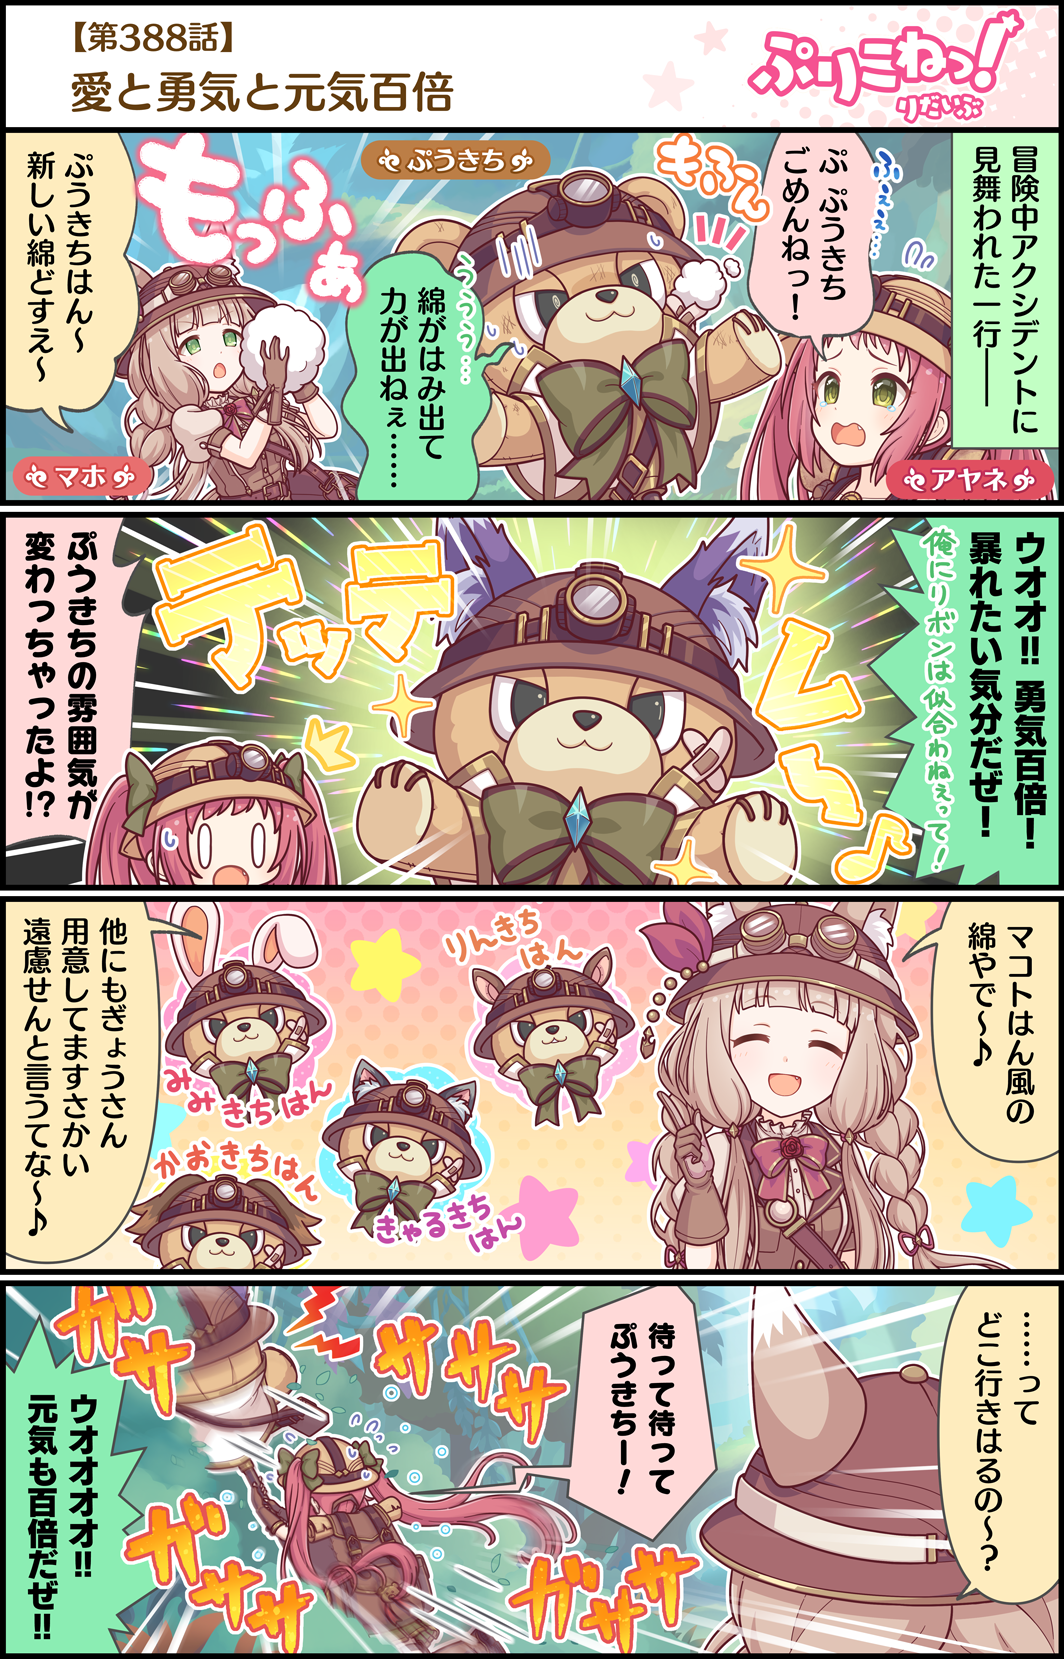 【第388話】
愛と勇気と元気百倍
ぷりこねっ!
りだいぶ
冒険中アクシデントに
見舞われた一行――
ふぇぇ…
ぷ ぷうきち
ごめんねっ!
アヤネ
もふん
ぷうきち
ううう…
綿がはみ出て
力が出ねぇ……
もっふぁ
ぷうきちはん〜
新しい綿どすえ〜
マホ
ウオオ!! 勇気百倍!
暴れたい気分だぜ!
俺にリボンは似合わねぇって!
テッテレーー♪
ぷうきちの雰囲気が
変わっちゃったよ!?
マコトはん風の
綿やで〜♪
りんきち
はん
みみきちはん
きゃるきち
はん
かおきちはん
他にもぎょうさん
用意してますさかい
遠慮せんと言うてな〜♪
……って
どこ行きはるの〜?
待って待って
ぷうきちー!
ガサササササ
ガサササ
ガサササ
ウオオオオ!!
元気も百倍だぜ!!